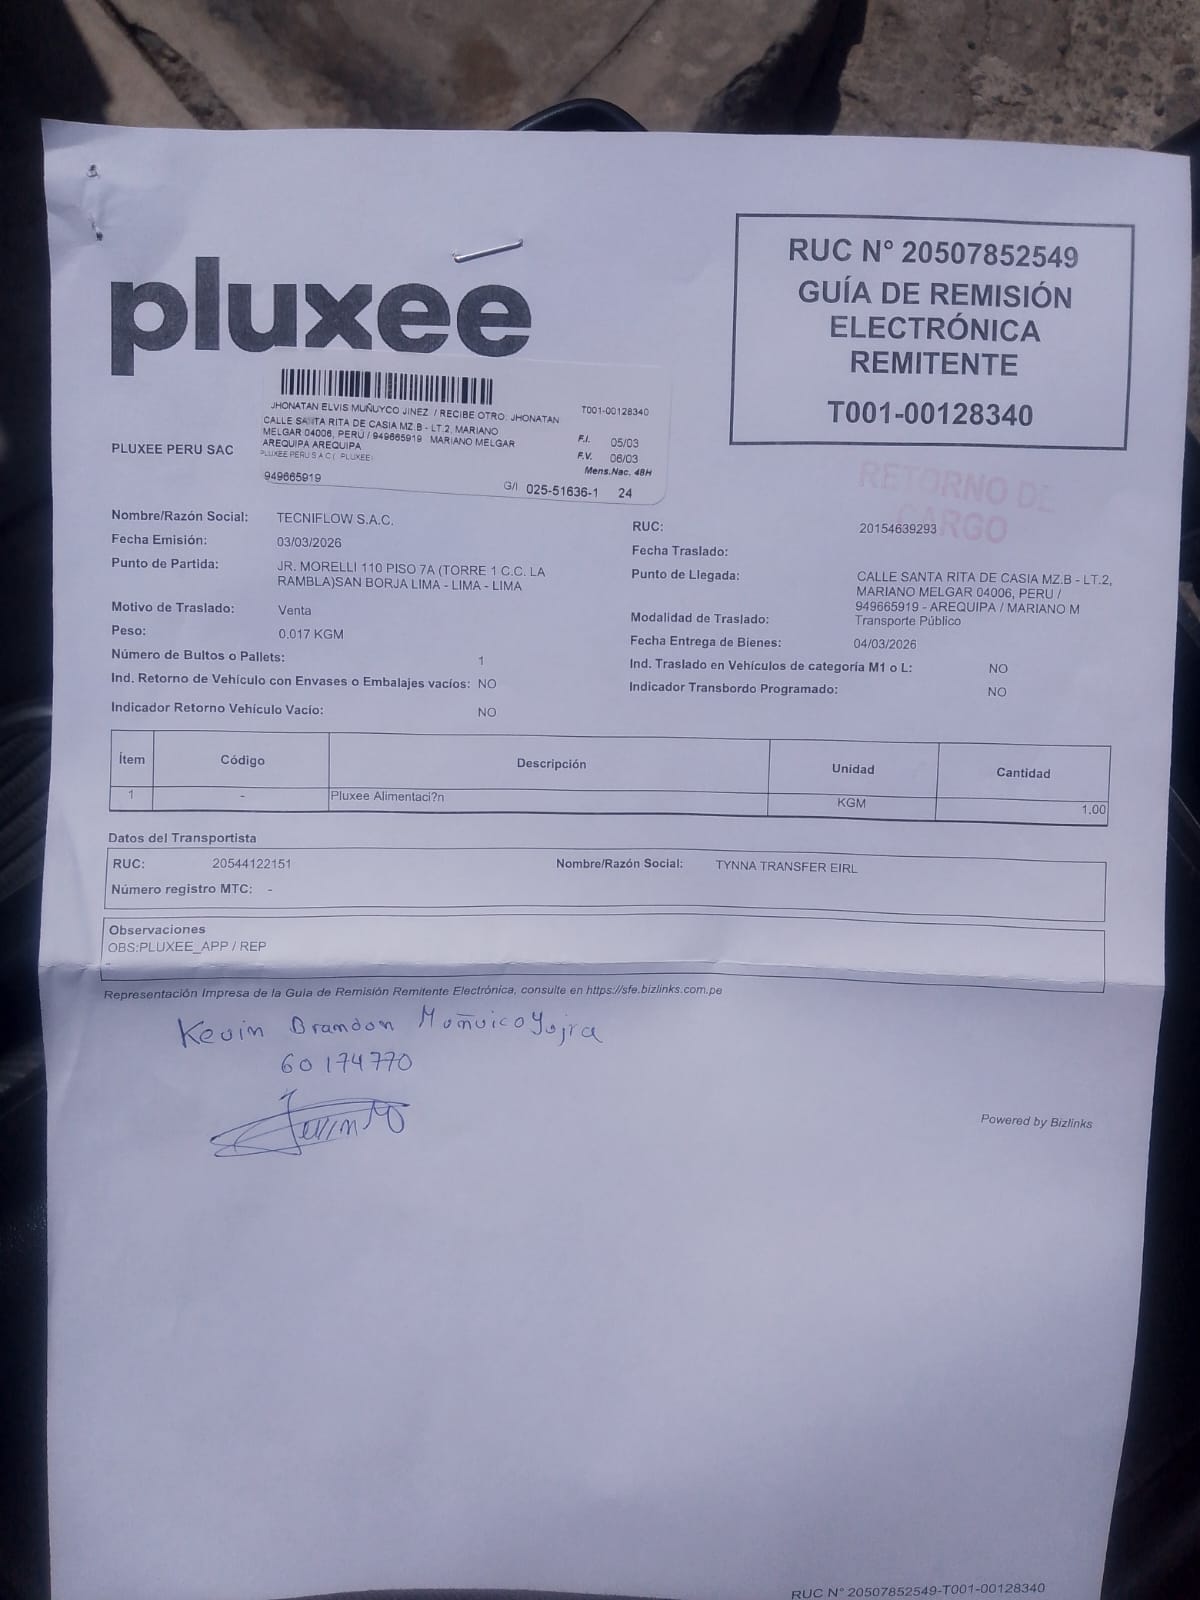 pluxee
RUC N° 20507852549
GUÍA DE REMISIÓN
ELECTRÓNICA
REMITENTE
T001-00128340
JHONATAN ELVIS MUÑUYCO JINEZ / RECIBE OTRO: JHONATAN
T001-00128340
CALLE SANTA RITA DE CASIA MZ.B - LT.2, MARIANO
MELGAR 04006, PERÚ / 949665919 MARIANO MELGAR
AREQUIPA AREQUIPA
PLUXEE PERU S A C ( PLUXEE)
F.I. 05/03
F.V. 06/03
Mens.Nac. 48H
949665919
G/I 025-51636-1 24
PLUXEE PERU SAC
RETORNO DE
CARGO
Nombre/Razón Social: TECNIFLOW S.A.C.
RUC: 20154639293
Fecha Emisión: 03/03/2026
Fecha Traslado:
Punto de Partida: JR. MORELLI 110 PISO 7A (TORRE 1 C.C. LA
RAMBLA)SAN BORJA LIMA - LIMA - LIMA
Punto de Llegada: CALLE SANTA RITA DE CASIA MZ.B - LT.2,
MARIANO MELGAR 04006, PERU /
949665919 - AREQUIPA / MARIANO M
Motivo de Traslado: Venta
Modalidad de Traslado: Transporte Público
Peso: 0.017 KGM
Fecha Entrega de Bienes: 04/03/2026
Número de Bultos o Pallets: 1
Ind. Traslado en Vehículos de categoría M1 o L: NO
Ind. Retorno de Vehículo con Envases o Embalajes vacíos: NO
Indicador Transbordo Programado: NO
Indicador Retorno Vehículo Vacio: NO
Ítem Código Descripción Unidad Cantidad
1 - Pluxee Alimentaci?n KGM 1.00
Datos del Transportista
RUC: 20544122151 Nombre/Razón Social: TYNNA TRANSFER EIRL
Número registro MTC: -
Observaciones
OBS:PLUXEE_APP / REP
-
Representación Impresa de la Guía de Remisión Remitente Electrónica, consulte en https://sfe.bizlinks.com.pe
Kevin Brandon Muñuico Yujra
60174770
Kevin M
Powered by Bizlinks
RUC N° 20507852549-T001-00128340